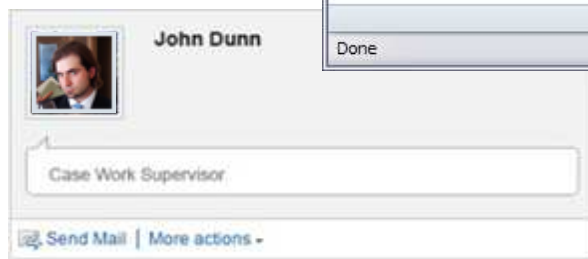 John Dunn
Done
Case Work Supervisor
Send Mail | More actions